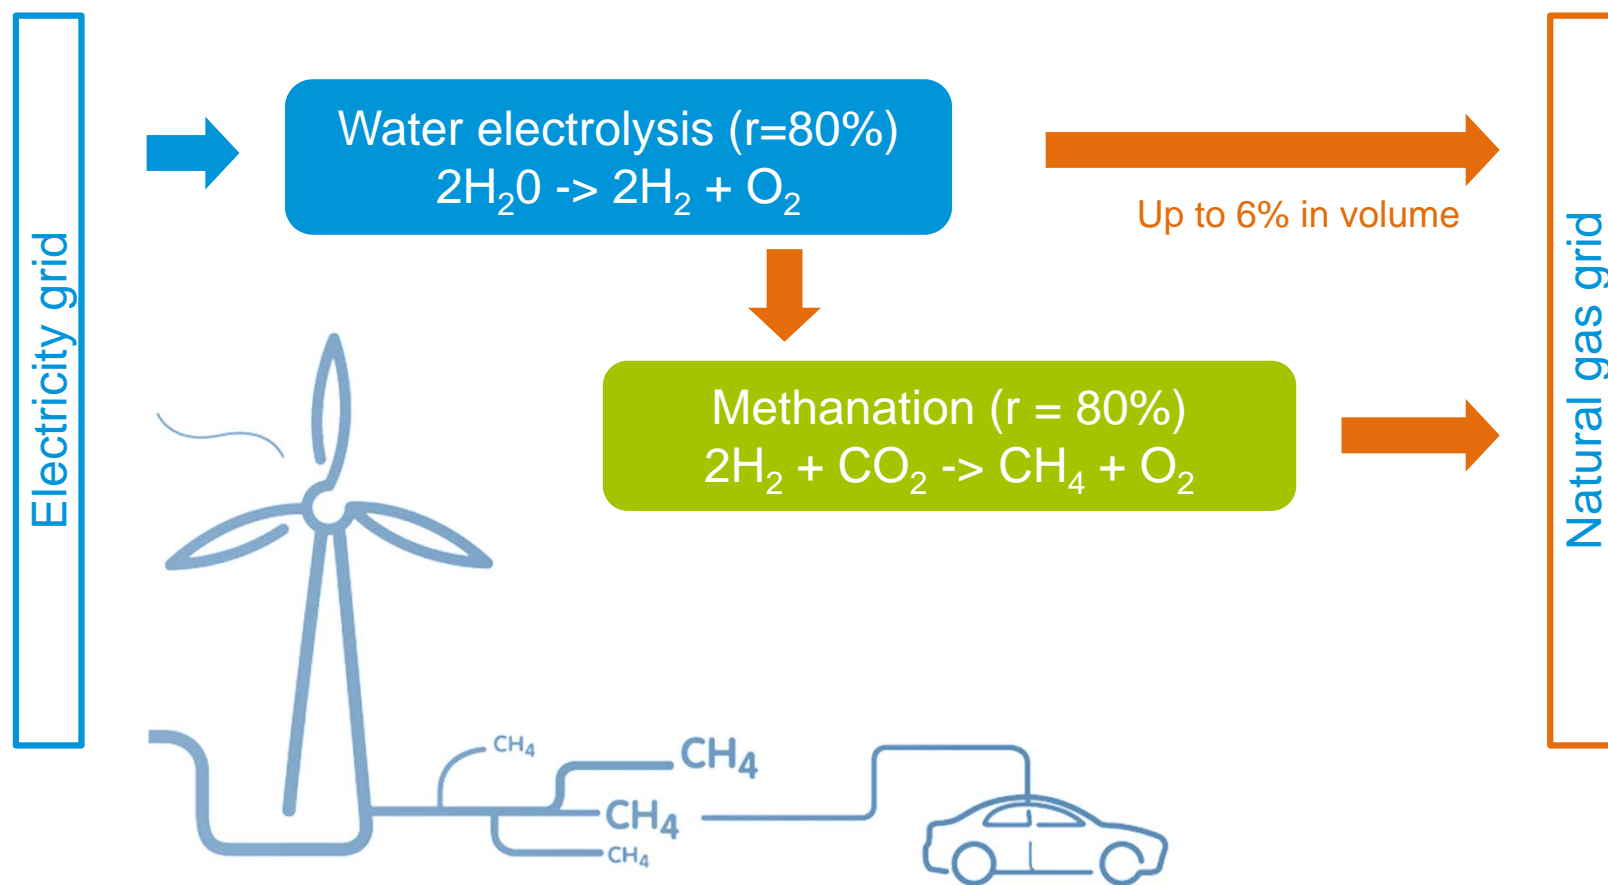 Electricity grid
Water electrolysis (r=80%)
2H₂0 -> 2H₂ + O₂
Up to 6% in volume
Methanation (r = 80%)
2H₂ + CO₂ -> CH₄ + O₂
Natural gas grid
CH₄
CH₄
CH₄
CH₄